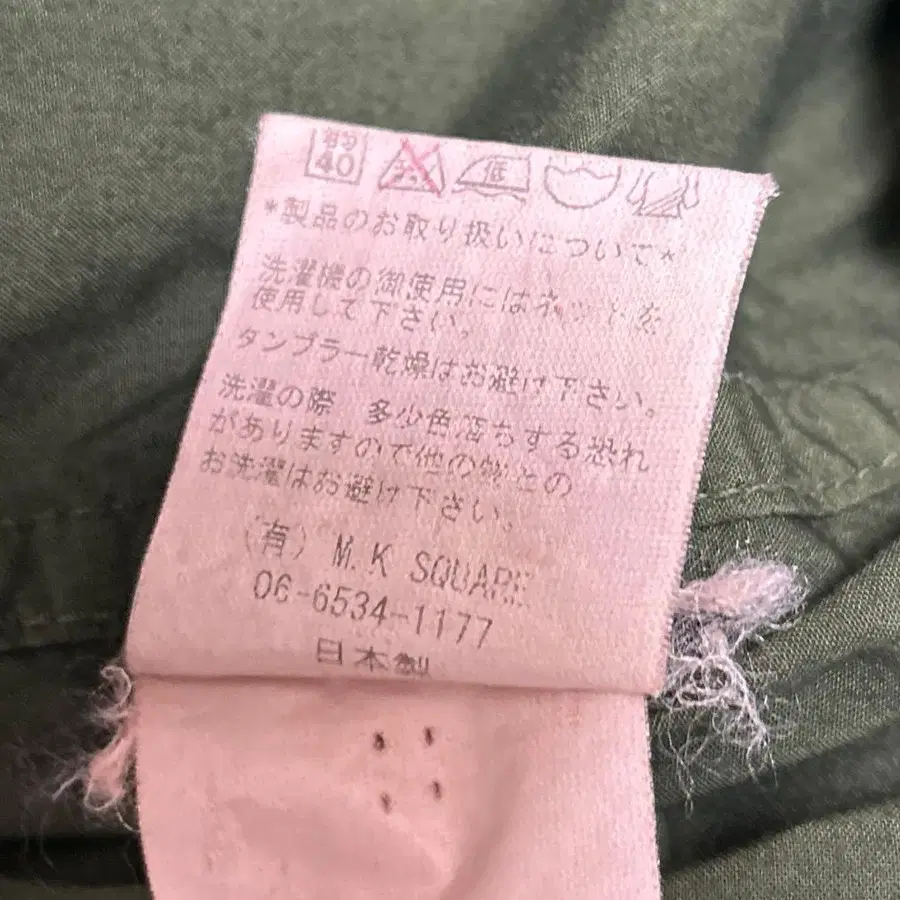 弱
40
低
*製品のお取り扱いについて*
洗濯機の御使用にはネットを
使用して下さい。
タンブラー乾燥はお避け下さい。
洗濯の際 多少色落ちする恐れ
がありますので他の物との
お洗濯はお避け下さい。
(有) M.K SQUARE
06-6534-1177
日本製